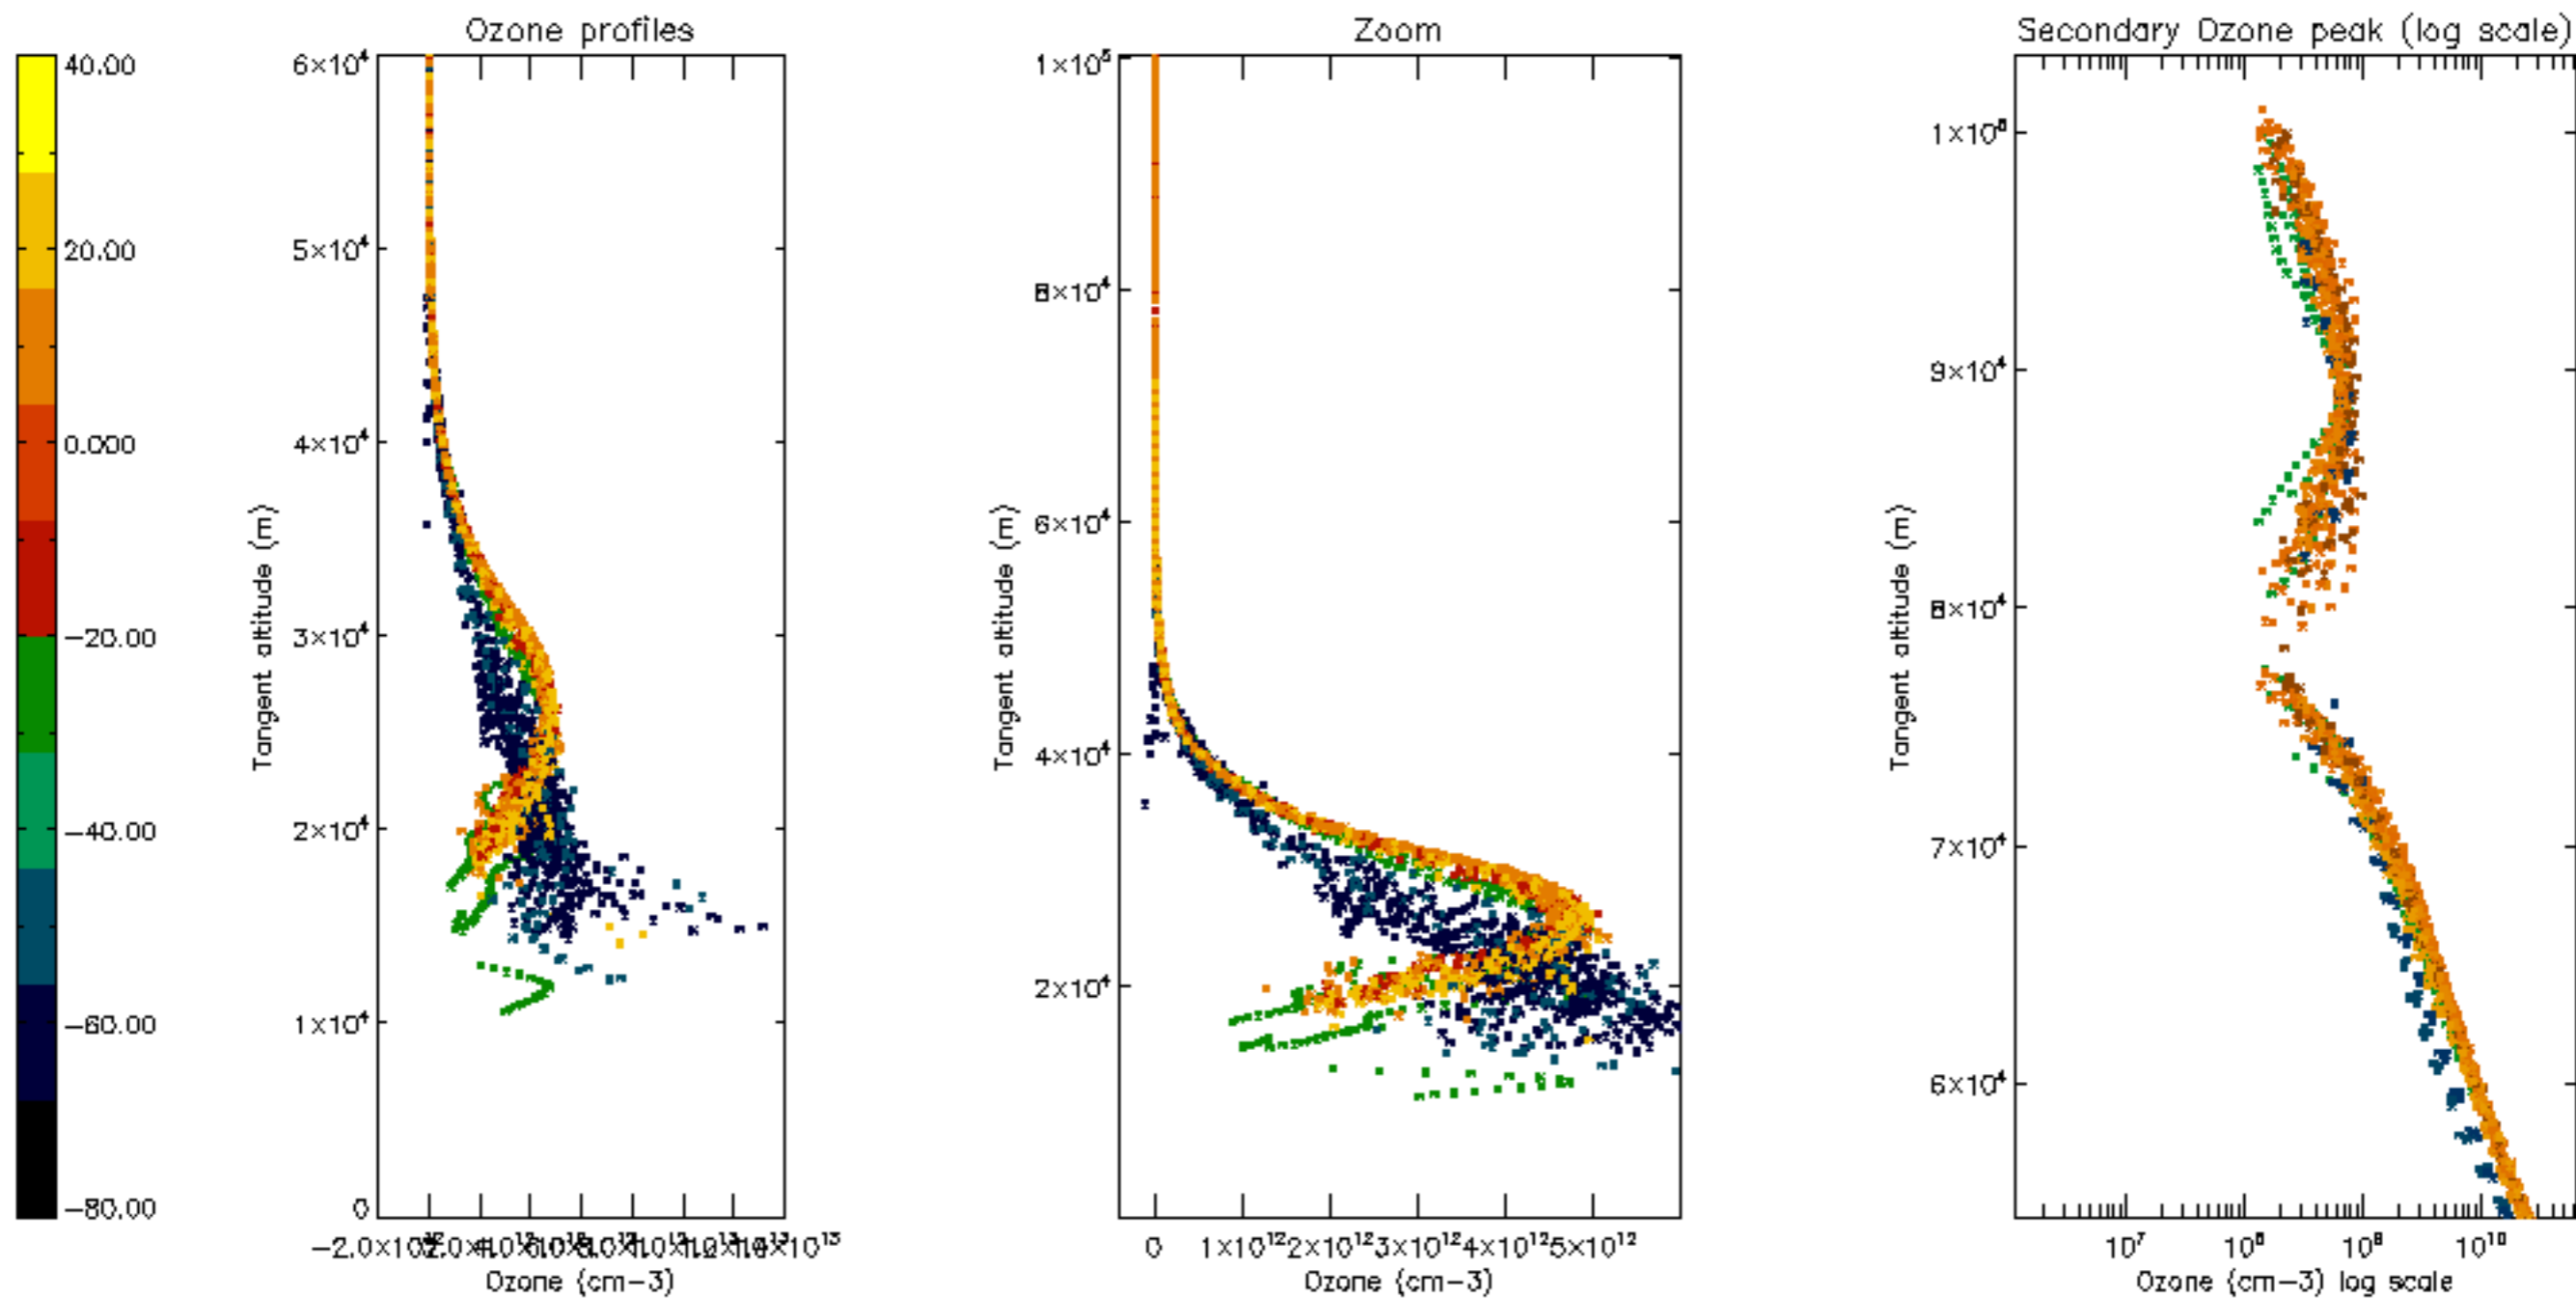 Ozone profiles
Zoom
Secondary Ozone peak (log scale)
40.00
20.00
0.000
−20.00
−40.00
−60.00
−80.00
6×10⁴
5×10⁴
4×10⁴
3×10⁴
2×10⁴
1×10⁴
0
Tangent altitude (m)
Ozone (cm−3)
1×10⁵
8×10⁴
6×10⁴
4×10⁴
2×10⁴
Tangent altitude (m)
0 1×10¹² 2×10¹² 3×10¹² 4×10¹² 5×10¹²
Ozone (cm−3)
9×10⁴
8×10⁴
7×10⁴
6×10⁴
Tangent altitude (m)
10⁷ 10⁸ 10⁹ 10¹⁰
Ozone (cm−3) log scale